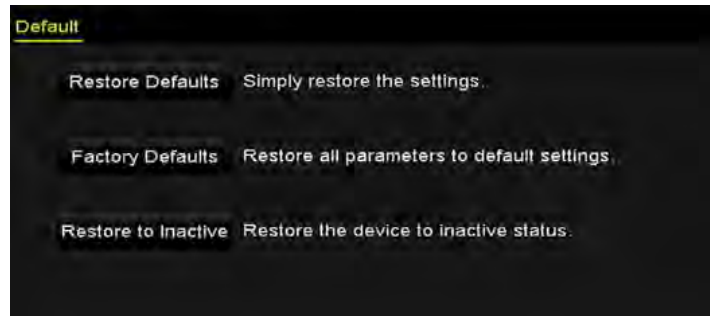 Default
Restore Defaults Simply restore the settings.
Factory Defaults Restore all parameters to default settings.
Restore to Inactive Restore the device to inactive status.